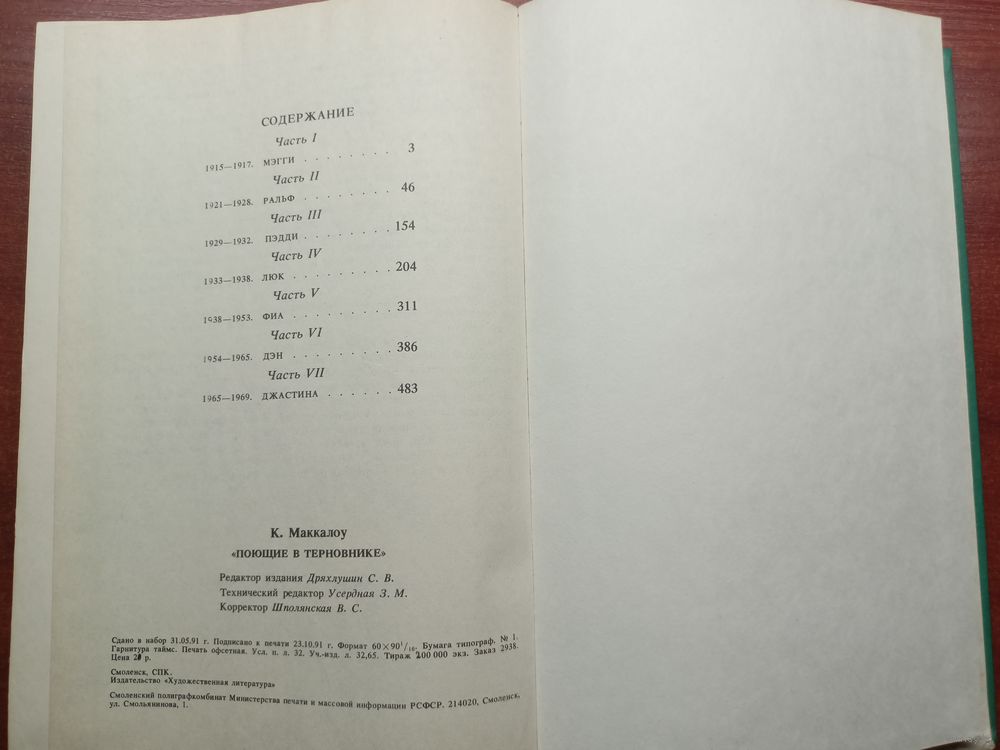 СОДЕРЖАНИЕ
Часть I
1915—1917. МЭГГИ . . . . . . . . 3
Часть II
1921—1928. РАЛЬФ . . . . . . . . 46
Часть III
1929—1932. ПЭДДИ . . . . . . . . 154
Часть IV
1933—1938. ЛЮК . . . . . . . . . 204
Часть V
1938—1953. ФИА . . . . . . . . . 311
Часть VI
1954—1965. ДЭН . . . . . . . . . 386
Часть VII
1965—1969. ДЖАСТИНА . . . . . . 483
К. Маккалоу
«ПОЮЩИЕ В ТЕРНОВНИКЕ»
Редактор издания Дряхлушин С. В.
Технический редактор Усердная З. М.
Корректор Шполянская В. С.
Сдано в набор 31.05.91 г. Подписано к печати 23.10.91 г. Формат 60×90¹/₁₆. Бумага типограф. № 1.
Гарнитура таймс. Печать офсетная. Усл. п. л. 32. Уч.-изд. л. 32,65. Тираж 200 000 экз. Заказ 2938.
Цена р.
Смоленск, СПК.
Издательство «Художественная литература»
Смоленский полиграфкомбинат Министерства печати и массовой информации РСФСР. 214020, Смоленск,
ул. Смольянинова, 1.